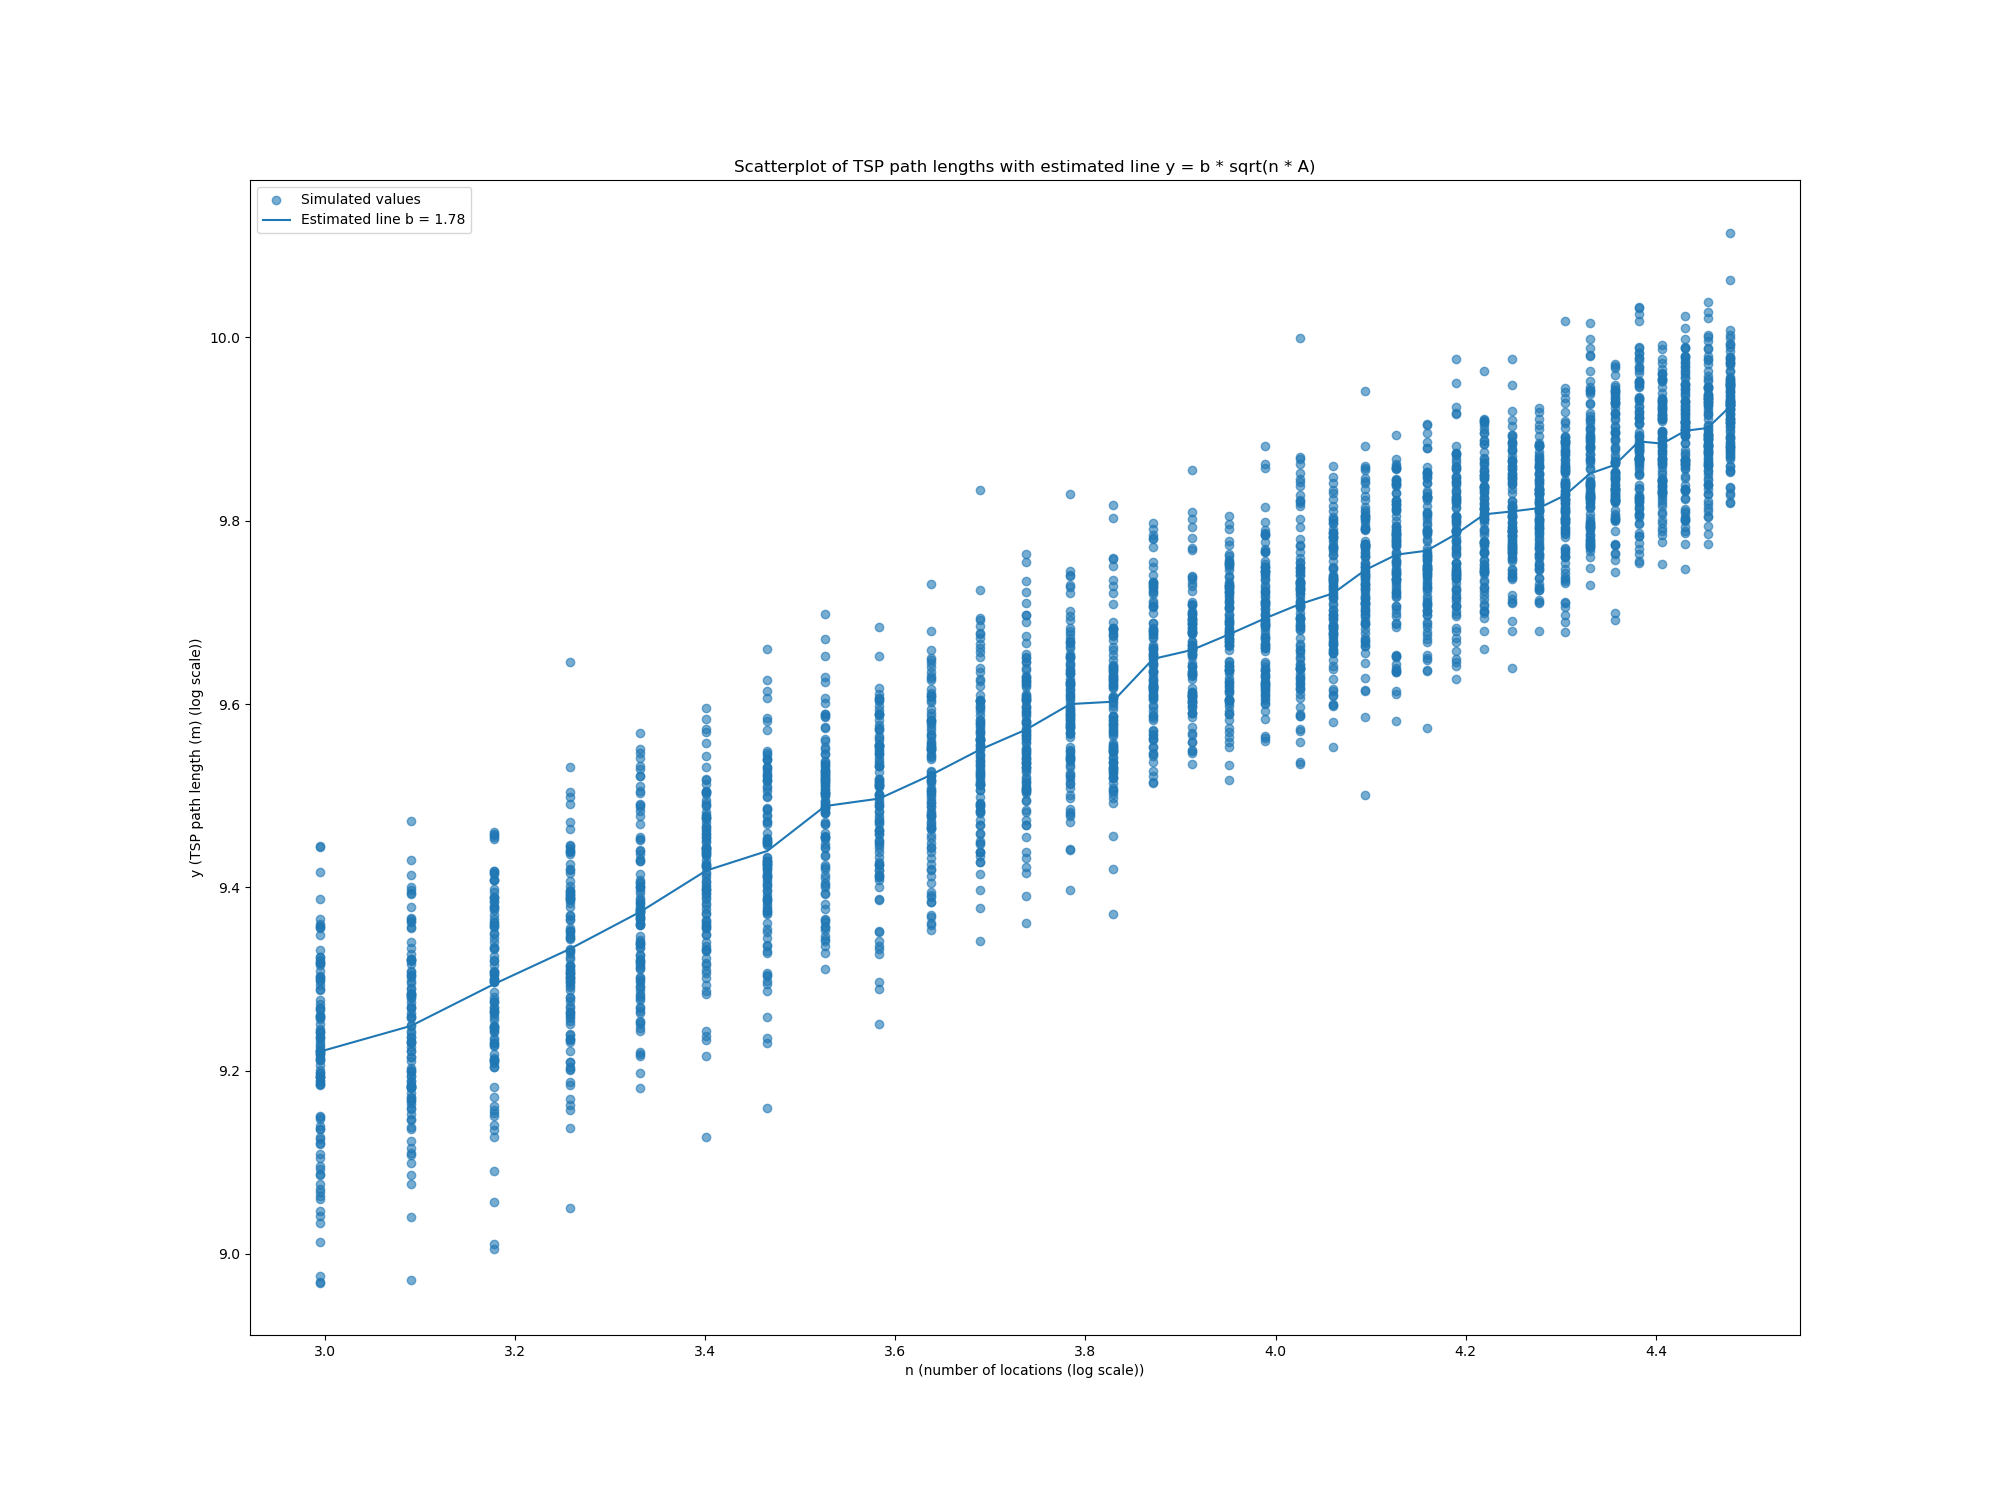 Scatterplot of TSP path lengths with estimated line y = b * sqrt(n * A)
Simulated values
Estimated line b = 1.78
10.0
9.8
9.6
9.4
9.2
9.0
y (TSP path length (m) (log scale))
3.0 3.2 3.4 3.6 3.8 4.0 4.2 4.4
n (number of locations (log scale))